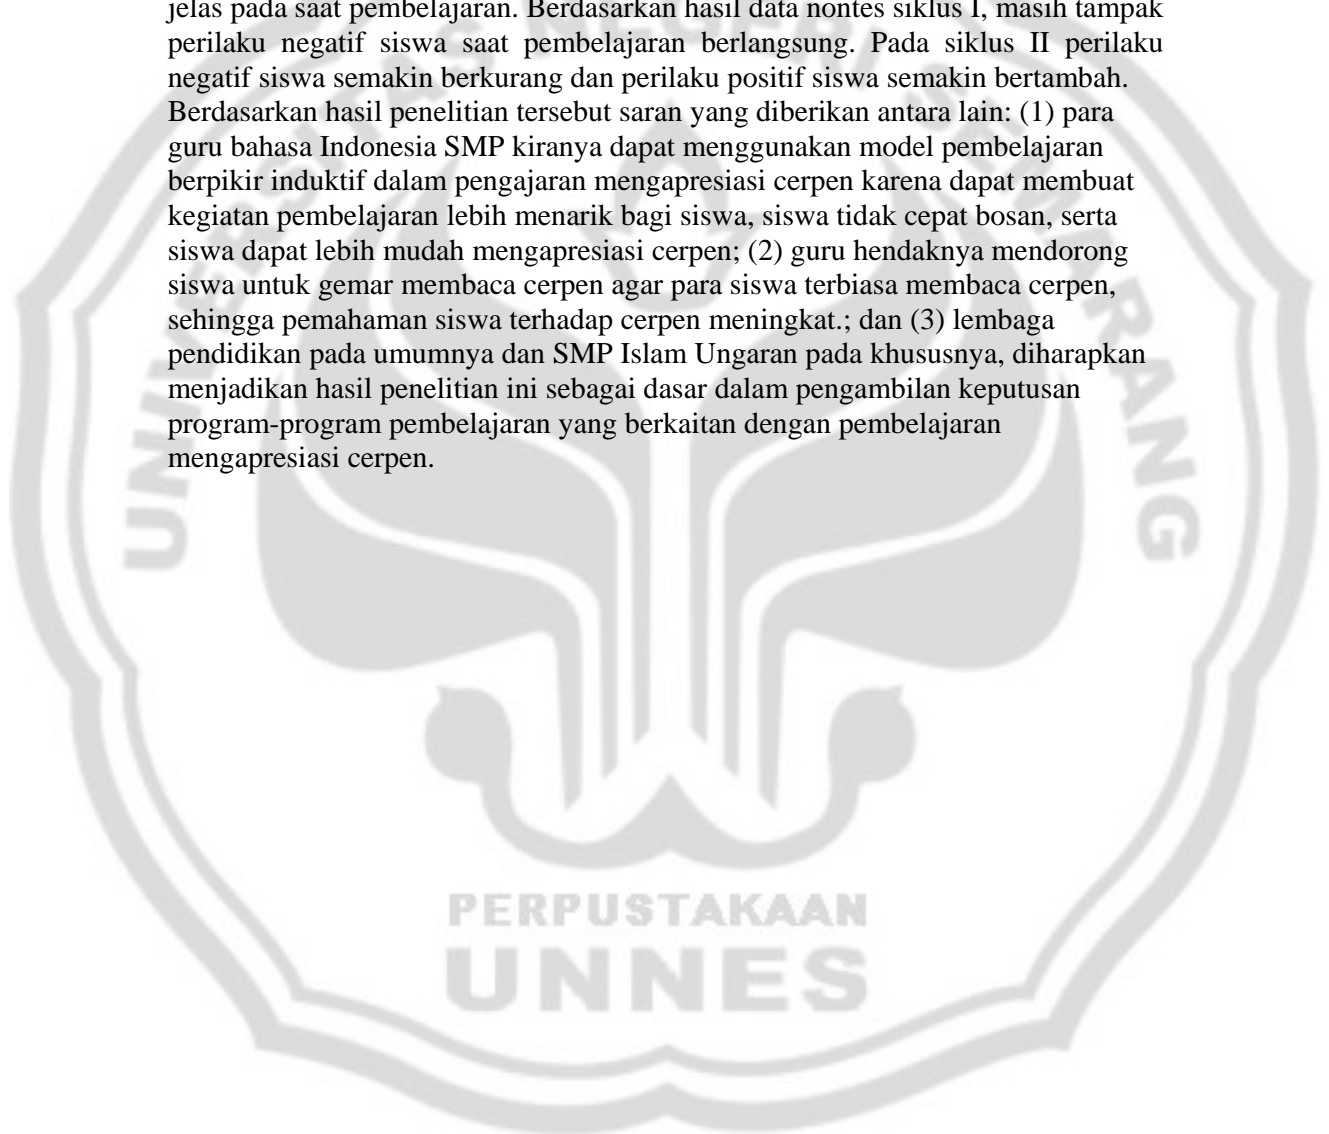 jelas pada saat pembelajaran. Berdasarkan hasil data nontes siklus I, masih tampak
perilaku negatif siswa saat pembelajaran berlangsung. Pada siklus II perilaku
negatif siswa semakin berkurang dan perilaku positif siswa semakin bertambah.
Berdasarkan hasil penelitian tersebut saran yang diberikan antara lain: (1) para
guru bahasa Indonesia SMP kiranya dapat menggunakan model pembelajaran
berpikir induktif dalam pengajaran mengapresiasi cerpen karena dapat membuat
kegiatan pembelajaran lebih menarik bagi siswa, siswa tidak cepat bosan, serta
siswa dapat lebih mudah mengapresiasi cerpen; (2) guru hendaknya mendorong
siswa untuk gemar membaca cerpen agar para siswa terbiasa membaca cerpen,
sehingga pemahaman siswa terhadap cerpen meningkat.; dan (3) lembaga
pendidikan pada umumnya dan SMP Islam Ungaran pada khususnya, diharapkan
menjadikan hasil penelitian ini sebagai dasar dalam pengambilan keputusan
program-program pembelajaran yang berkaitan dengan pembelajaran
mengapresiasi cerpen.
UNIVERSITAS NEGERI SEMARANG
PERPUSTAKAAN
UNNES